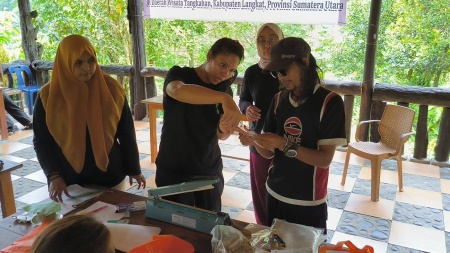 Daerah Wisata Tangkahan, Kabupaten Langkat, Provinsi Sumatera Utara